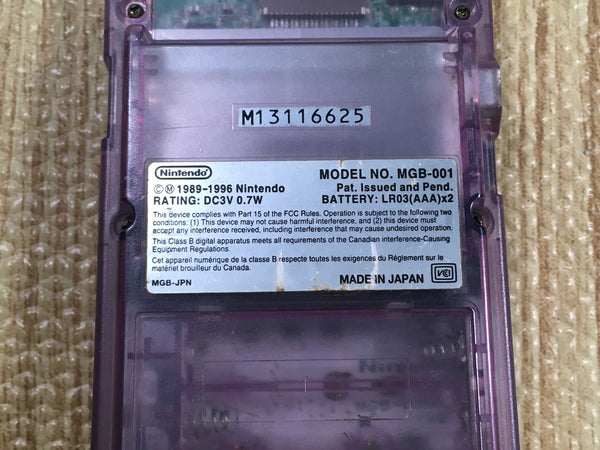 M13116625
Nintendo
MODEL NO. MGB-001
©Ⓜ 1989-1996 Nintendo
Pat. Issued and Pend.
RATING: DC3V 0.7W
BATTERY: LR03(AAA)x2
This device complies with Part 15 of the FCC Rules. Operation is subject to the following two
conditions: (1) This device may not cause harmful interference, and (2) this device must
accept any interference received, including interference that may cause undesired operation.
This Class B digital apparatus meets all requirements of the Canadian Interference-Causing
Equipment Regulations.
Cet appareil numérique de la classe B respecte toutes les exigences du Réglement sur le
matériel brouilleur du Canada.
MGB-JPN
MADE IN JAPAN
VCI